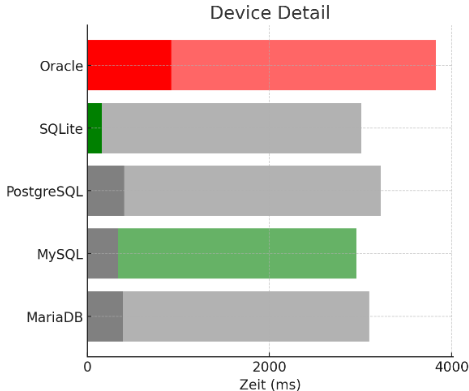 Device Detail
Oracle
SQLite
PostgreSQL
MySQL
MariaDB
0 2000 4000
Zeit (ms)